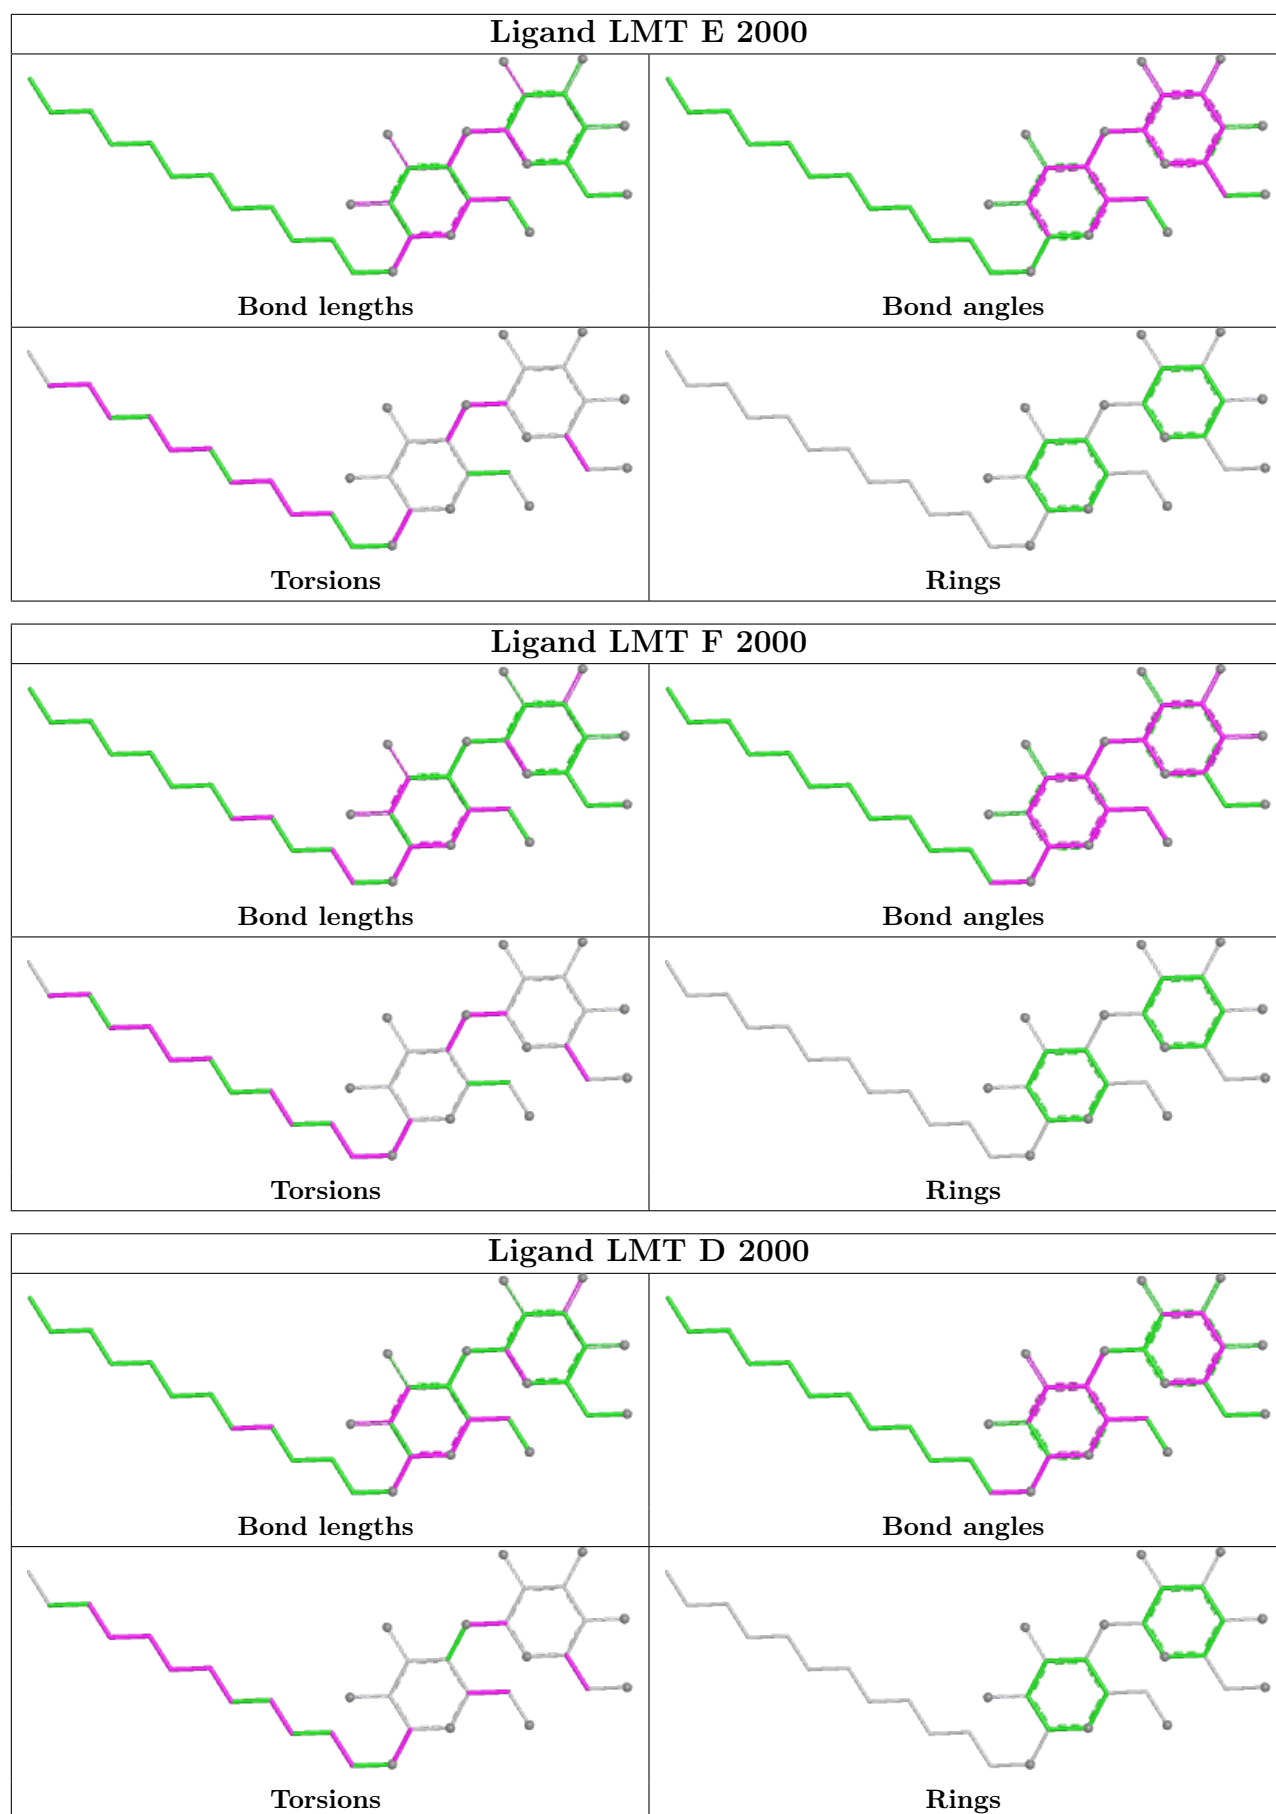 Ligand LMT E 2000
Bond lengths
Bond angles
Torsions
Rings
Ligand LMT F 2000
Bond lengths
Bond angles
Torsions
Rings
Ligand LMT D 2000
Bond lengths
Bond angles
Torsions
Rings